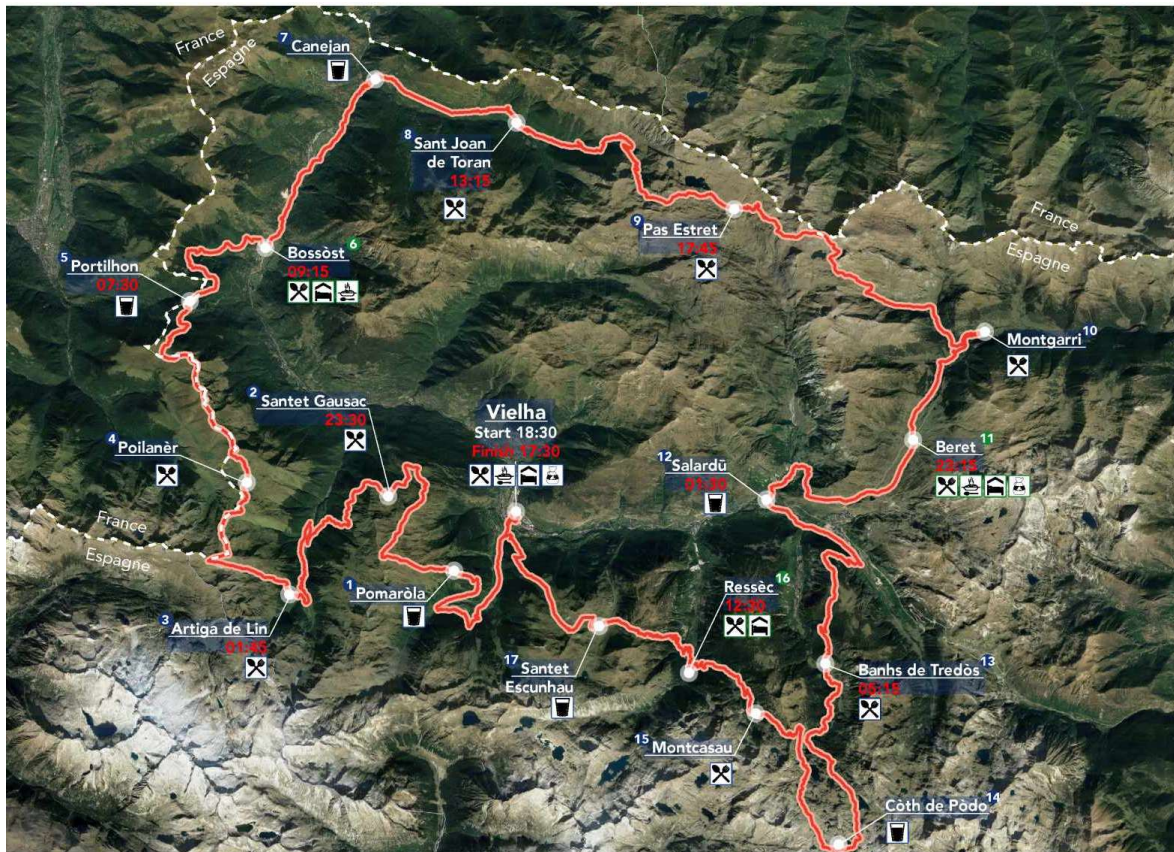 France
Espagne
7 Canejan
8 Sant Joan
de Toran
13:15
9 Pas Estret
17:45
France
Espagne
5 Portilhon
07:30
Bossòst 6
09:15
Montgarri 10
2 Santet Gausac
23:30
Vielha
Start 18:30
Finish 17:30
4 Poilanèr
12 Salardü
01:30
Beret 11
22:15
France
Espagne
1 Pomaròla
Ressèc 16
12:30
3 Artiga de Lin
01:45
17 Santet
Escunhau
Banhs de Tredòs 13
05:15
15 Montcasau
Còth de Pòdo 14